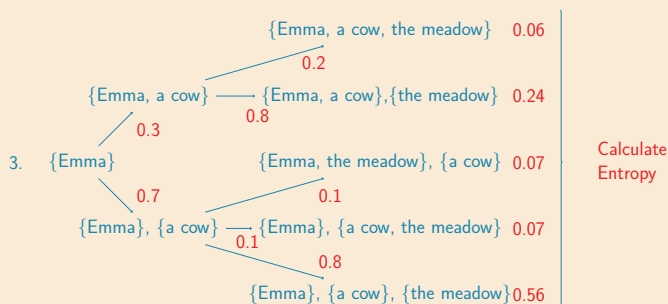 {Emma, a cow, the meadow} 0.06
0.2
{Emma, a cow} {Emma, a cow},{the meadow} 0.24
0.8
0.3
Calculate
3. {Emma} {Emma, the meadow}, {a cow} 0.07
Entropy
0.7
0.1
{Emma}, {a cow} {Emma}, {a cow, the meadow} 0.07
0.1
0.8
{Emma}, {a cow}, {the meadow} 0.56